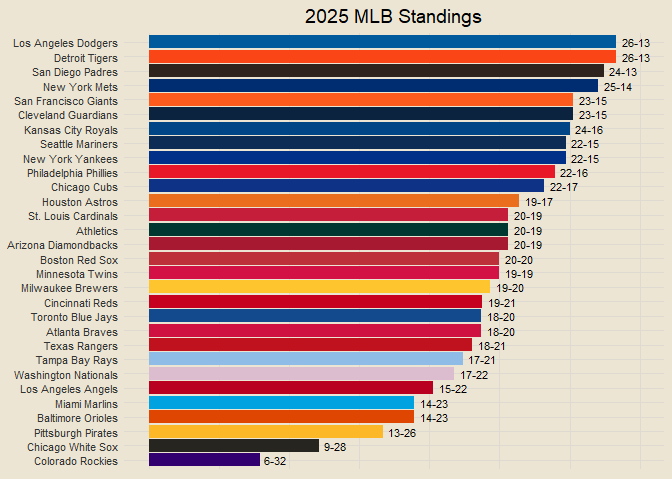 2025 MLB Standings
Los Angeles Dodgers 26-13
Detroit Tigers 26-13
San Diego Padres 24-13
New York Mets 25-14
San Francisco Giants 23-15
Cleveland Guardians 23-15
Kansas City Royals 24-16
Seattle Mariners 22-15
New York Yankees 22-15
Philadelphia Phillies 22-16
Chicago Cubs 22-17
Houston Astros 19-17
St. Louis Cardinals 20-19
Athletics 20-19
Arizona Diamondbacks 20-19
Boston Red Sox 20-20
Minnesota Twins 19-19
Milwaukee Brewers 19-20
Cincinnati Reds 19-21
Toronto Blue Jays 18-20
Atlanta Braves 18-20
Texas Rangers 18-21
Tampa Bay Rays 17-21
Washington Nationals 17-22
Los Angeles Angels 15-22
Miami Marlins 14-23
Baltimore Orioles 14-23
Pittsburgh Pirates 13-26
Chicago White Sox 9-28
Colorado Rockies 6-32